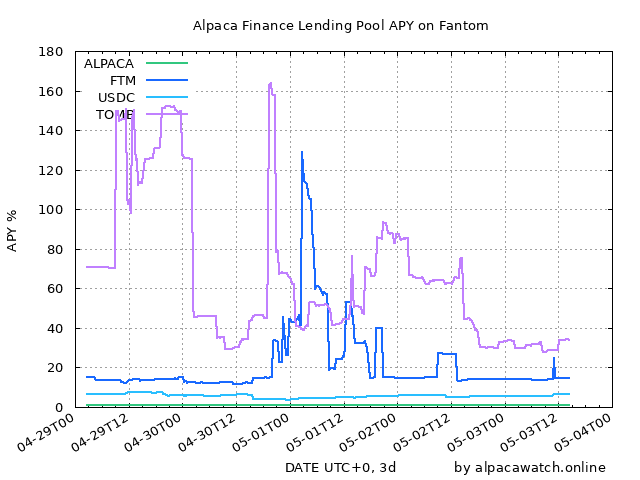 Alpaca Finance Lending Pool APY on Fantom
180
160
140
120
100
80
60
40
20
0
APY %
ALPACA
FTM
USDC
TOMB
04-29T00
04-29T12
04-30T00
04-30T12
05-01T00
05-01T12
05-02T00
05-02T12
05-03T00
05-03T12
05-04T00
DATE UTC+0, 3d
by alpacawatch.online